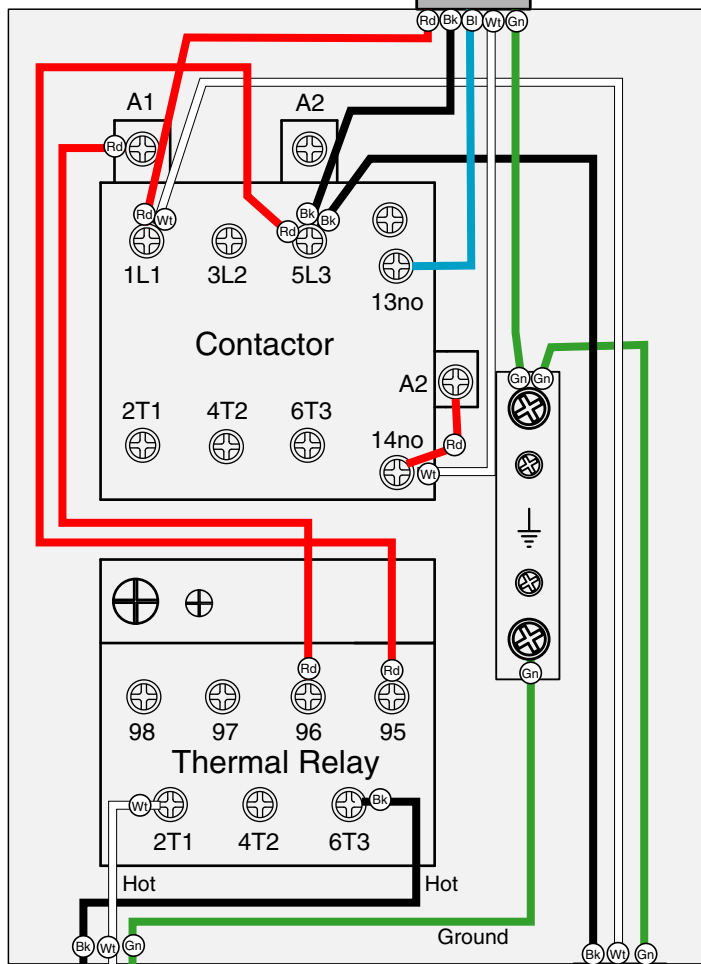 Rd Bk Bl Wt Gn
A1 A2
Rd
Rd Wt Rd Bk Bk
1L1 3L2 5L3
13no
Contactor
Gn Gn
A2
2T1 4T2 6T3
14no
Rd
Wt
Rd Rd
Gn
98 97 96 95
Thermal Relay
Wt Bk
2T1 4T2 6T3
Hot Hot
Ground
Bk Wt Gn Bk Wt Gn